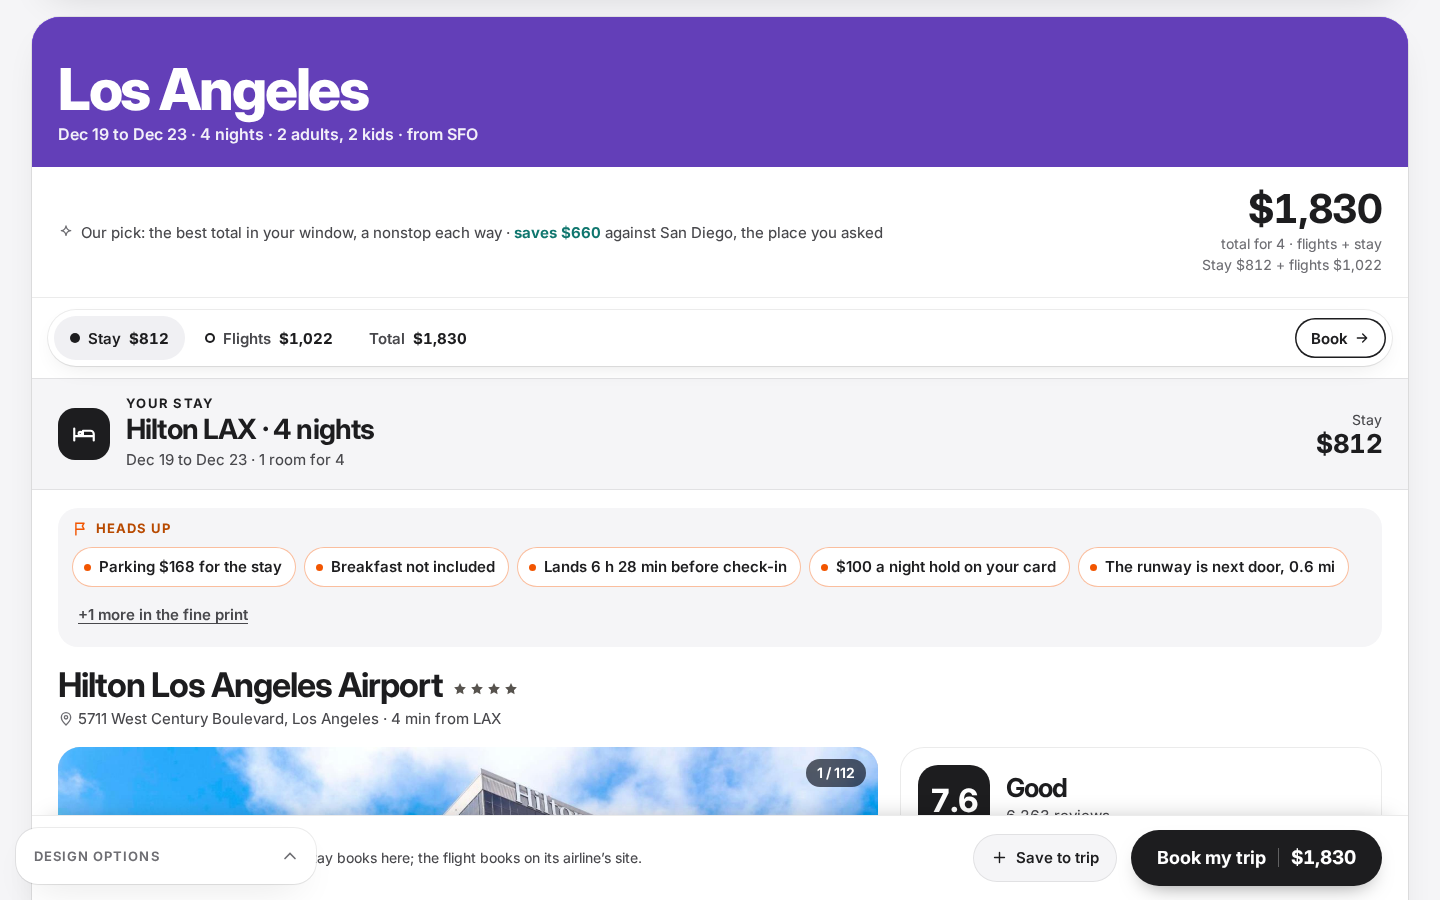 Los Angeles
Dec 19 to Dec 23 · 4 nights · 2 adults, 2 kids · from SFO
Our pick: the best total in your window, a nonstop each way · saves $660 against San Diego, the place you asked
$1,830
total for 4 · flights + stay
Stay $812 + flights $1,022
Stay $812
Flights $1,022
Total $1,830
Book →
YOUR STAY
Hilton LAX · 4 nights
Dec 19 to Dec 23 · 1 room for 4
Stay
$812
HEADS UP
Parking $168 for the stay
Breakfast not included
Lands 6 h 28 min before check-in
$100 a night hold on your card
The runway is next door, 0.6 mi
+1 more in the fine print
Hilton Los Angeles Airport
5711 West Century Boulevard, Los Angeles · 4 min from LAX
Hilton
1 / 112
7.6
Good
6,263 reviews
DESIGN OPTIONS
books here; the flight books on its airline’s site.
+ Save to trip
Book my trip | $1,830